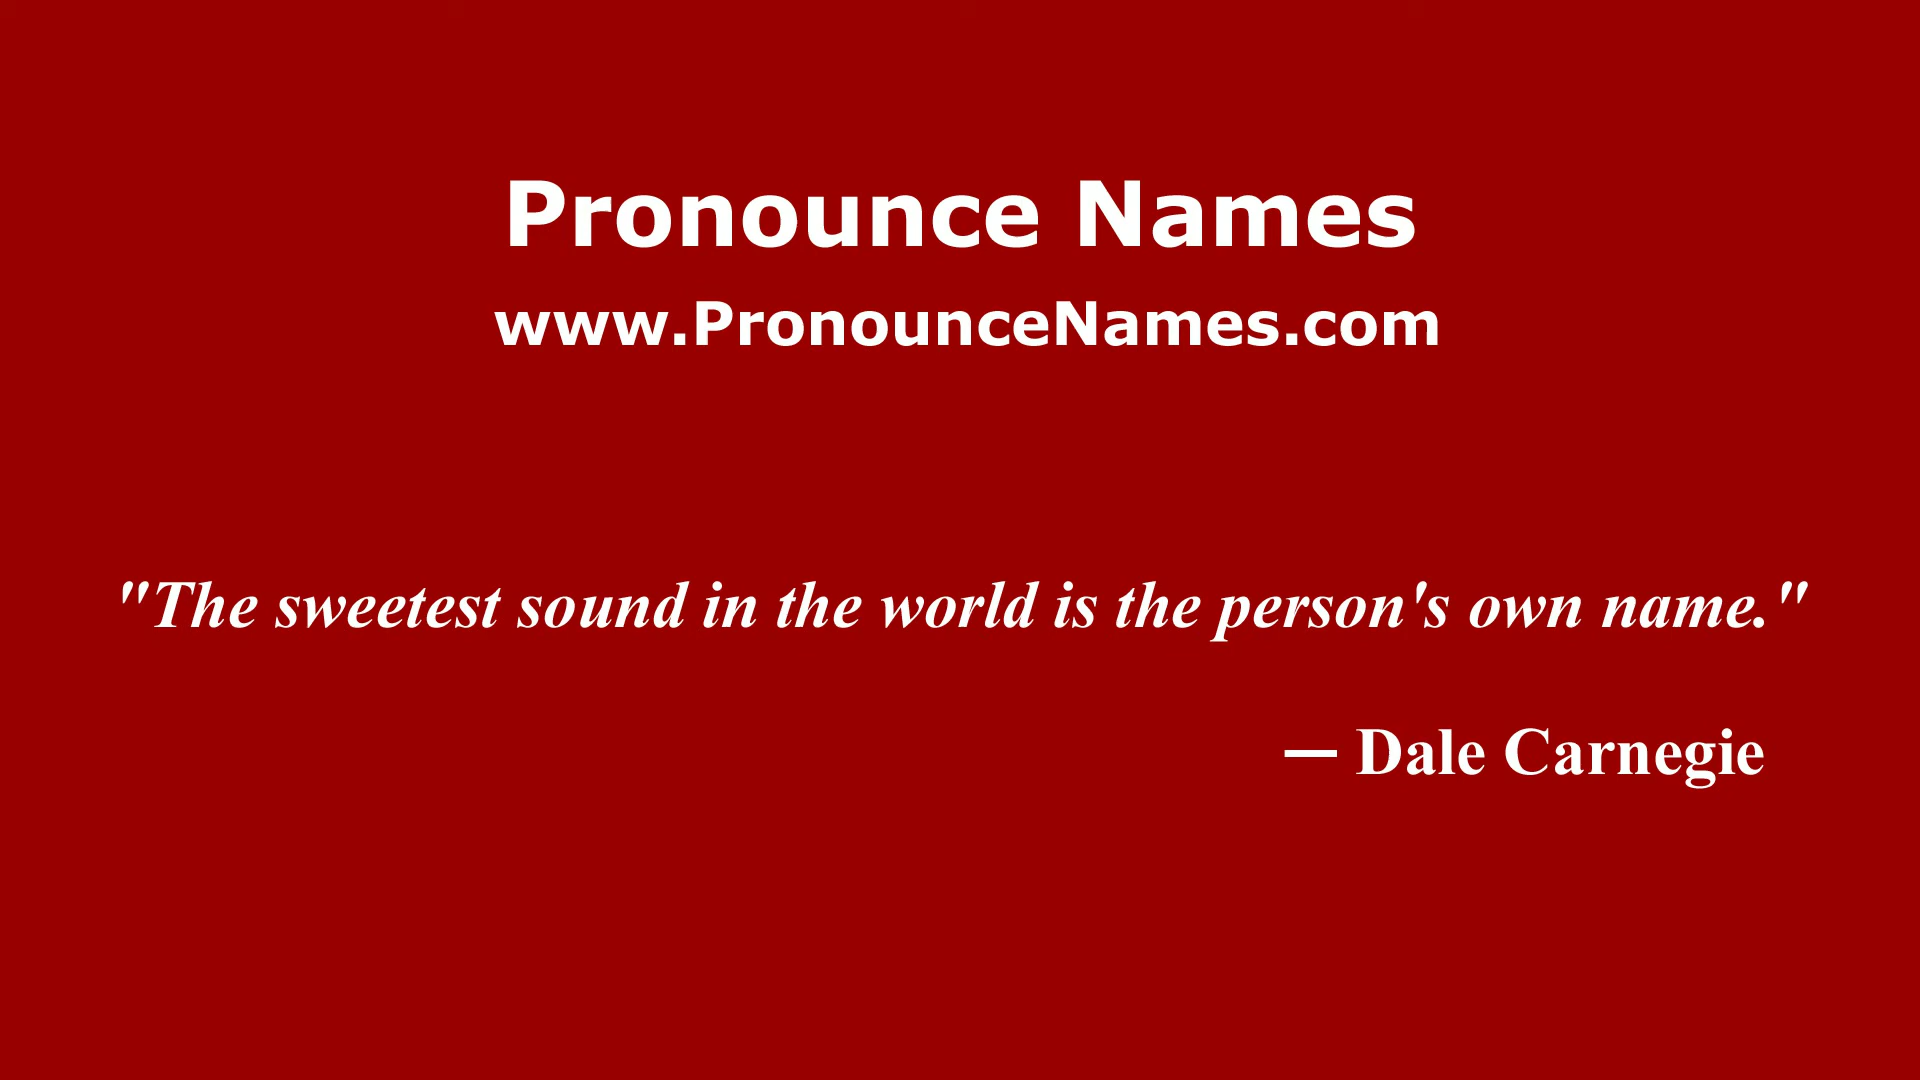 Pronounce Names
www.PronounceNames.com
"The sweetest sound in the world is the person's own name."
— Dale Carnegie